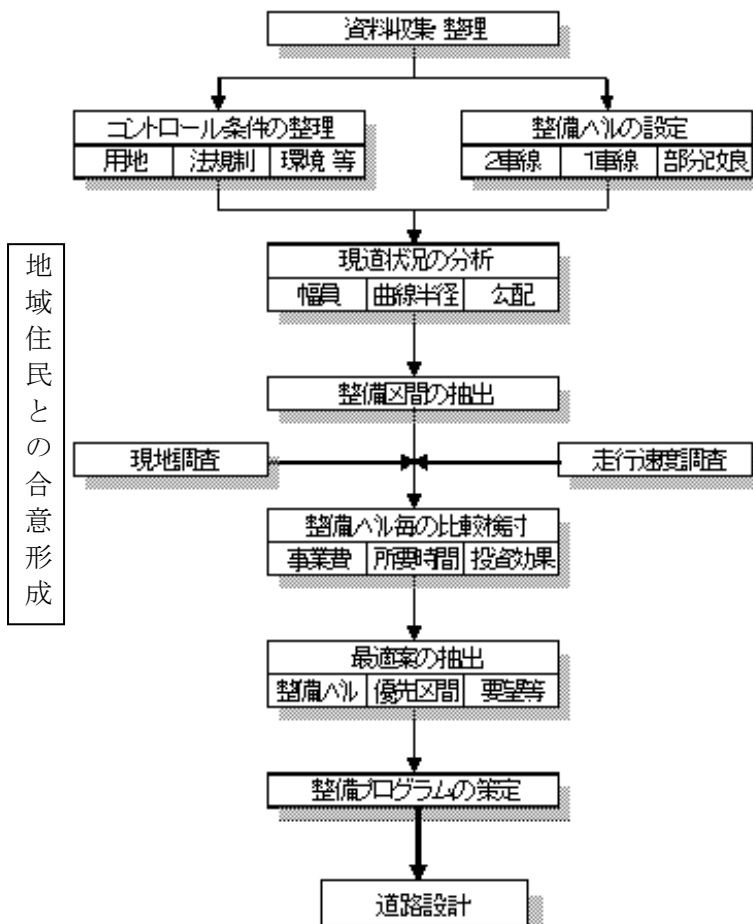 資料収集・整理
コントロール条件の整理
用地 法規制 環境 等
整備レベルの設定
2車線 1車線 部分改良
地域住民との合意形成
現道状況の分析
幅員 曲線半径 勾配
整備区間の抽出
現地調査
走行速度調査
整備レベル毎の比較検討
事業費 所要時間 投資効果
最適案の抽出
整備レベル 優先区間 要望等
整備プログラムの策定
道路設計